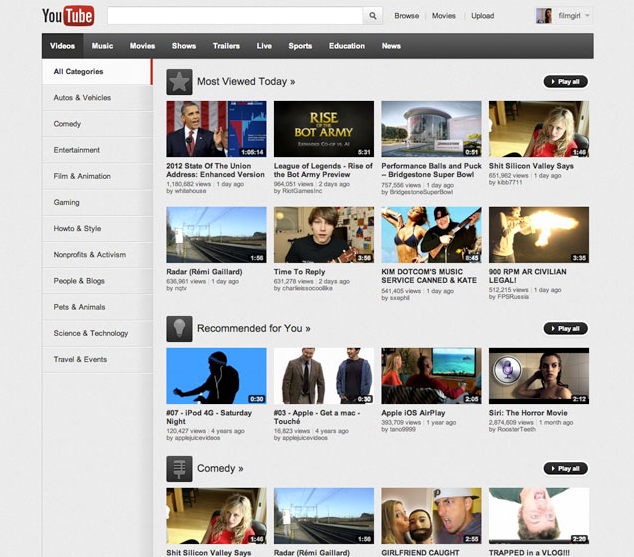 YouTube
Browse | Movies | Upload
filmgirl
Videos Music Movies Shows Trailers Live Sports Education News
All Categories
Autos & Vehicles
Comedy
Entertainment
Film & Animation
Gaming
Howto & Style
Nonprofits & Activism
People & Blogs
Pets & Animals
Science & Technology
Travel & Events
Most Viewed Today »
Play all
1:05:14
2012 State Of The Union
Address: Enhanced Version
1,180,682 views | 1 day ago
by whitehouse
RISE
OF THE
BOT ARMY
EXPANDED CO-OP VS. AI
5:31
League of Legends - Rise of
the Bot Army Preview
964,051 views | 2 days ago
by RiotGamesInc
0:51
Performance Balls and Puck
-- Bridgestone Super Bowl
757,556 views | 1 day ago
by BridgestoneSuperBowl
1:46
Shit Silicon Valley Says
651,962 views | 1 day ago
by kibb7711
1:56
Radar (Rémi Gaillard)
636,961 views | 1 day ago
by nqtv
3:56
Time To Reply
631,278 views | 2 days ago
by charlieissocoollike
8:45
KIM DOTCOM'S MUSIC
SERVICE CANNED & KATE
541,405 views | 1 day ago
by sxephil
3:35
900 RPM AR CIVILIAN
LEGAL!
512,215 views | 1 day ago
by FPSRussia
Recommended for You »
Play all
0:30
#07 - iPod 4G - Saturday
Night
120,427 views | 4 years ago
by applejuicevideos
0:30
#03 - Apple - Get a mac -
Touché
16,823 views | 4 years ago
by applejuicevideos
2:05
Apple iOS AirPlay
393,709 views | 1 year ago
by tano9999
2:12
Siri: The Horror Movie
2,874,609 views | 1 month ago
by RoosterTeeth
Comedy »
Play all
1:46
Shit Silicon Valley Says
1:56
Radar (Rémi Gaillard)
2:55
GIRLFRIEND CAUGHT
2:20
TRAPPED in a VLOG!!!